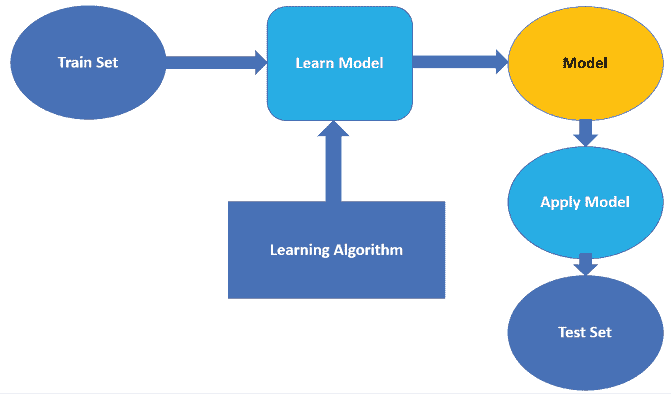 Train Set
Learn Model
Model
Apply Model
Learning Algorithm
Test Set